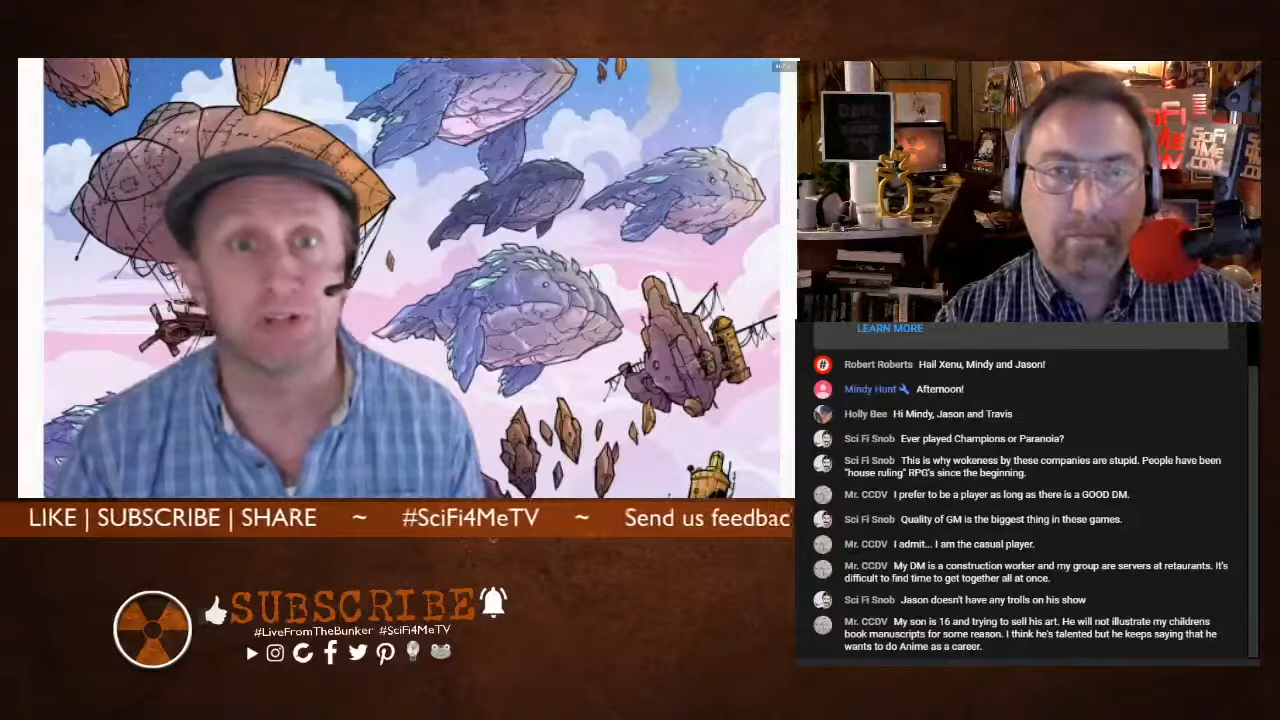 SciFi
4Me
SCiFi
4Me
.COM
LEARN MORE
Robert Roberts Hail Xenu, Mindy and Jason!
Mindy Hunt Afternoon!
Holly Bee Hi Mindy, Jason and Travis
Sci Fi Snob Ever played Champions or Paranoia?
Sci Fi Snob This is why wokeness by these companies are stupid. People have been
"house ruling" RPG's since the beginning.
Mr. CCDV I prefer to be a player as long as there is a GOOD DM.
Sci Fi Snob Quality of GM is the biggest thing in these games.
Mr. CCDV I admit... I am the casual player.
Mr. CCDV My DM is a construction worker and my group are servers at retaurants. It's
difficult to find time to get together all at once.
Sci Fi Snob Jason doesn't have any trolls on his show
Mr. CCDV My son is 16 and trying to sell his art. He will not illustrate my childrens
book manuscripts for some reason. I think he's talented but he keeps saying that he
wants to do Anime as a career.
LIKE | SUBSCRIBE | SHARE ~ #SciFi4MeTV ~ Send us feedbac
SUBSCRIBE
#LiveFromTheBunker #SciFi4MeTV